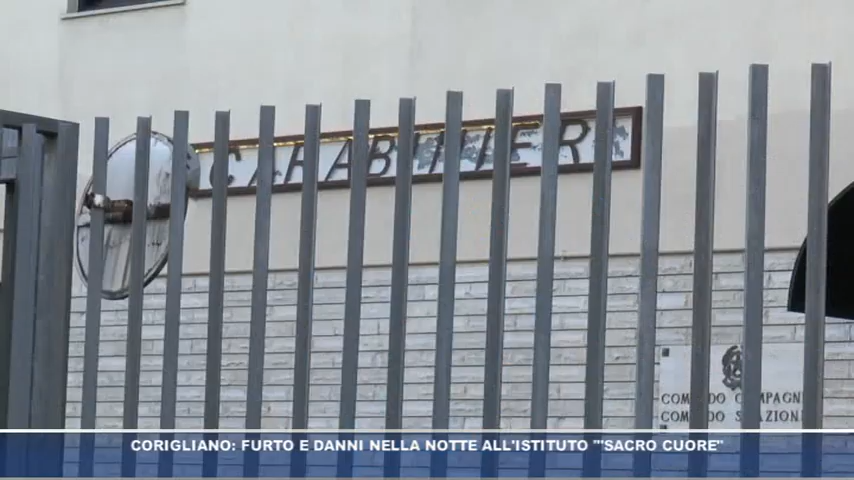 CARABINIERI
COMANDO COMPAGNIA
COMANDO STAZIONE
CORIGLIANO: FURTO E DANNI NELLA NOTTE ALL'ISTITUTO "'SACRO CUORE"